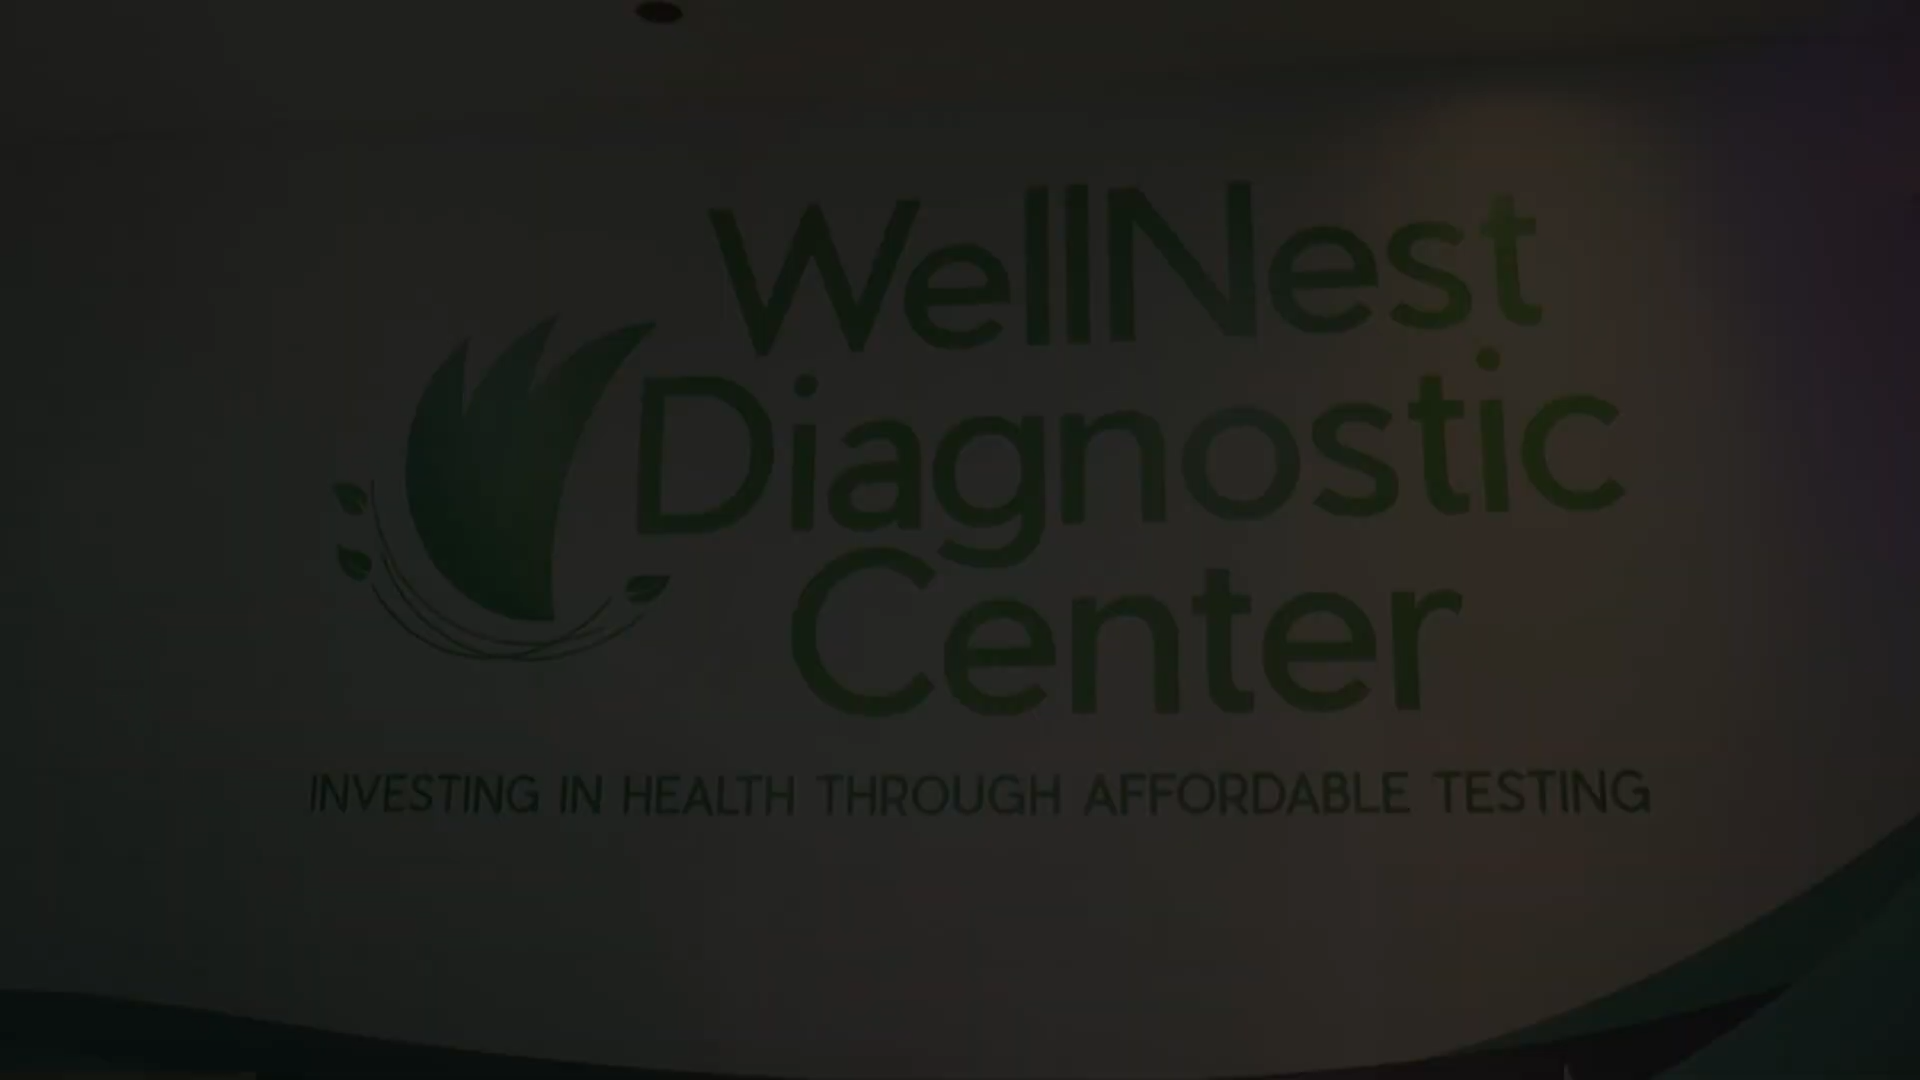 WellNest
Diagnostic
Center
INVESTING IN HEALTH THROUGH AFFORDABLE TESTING